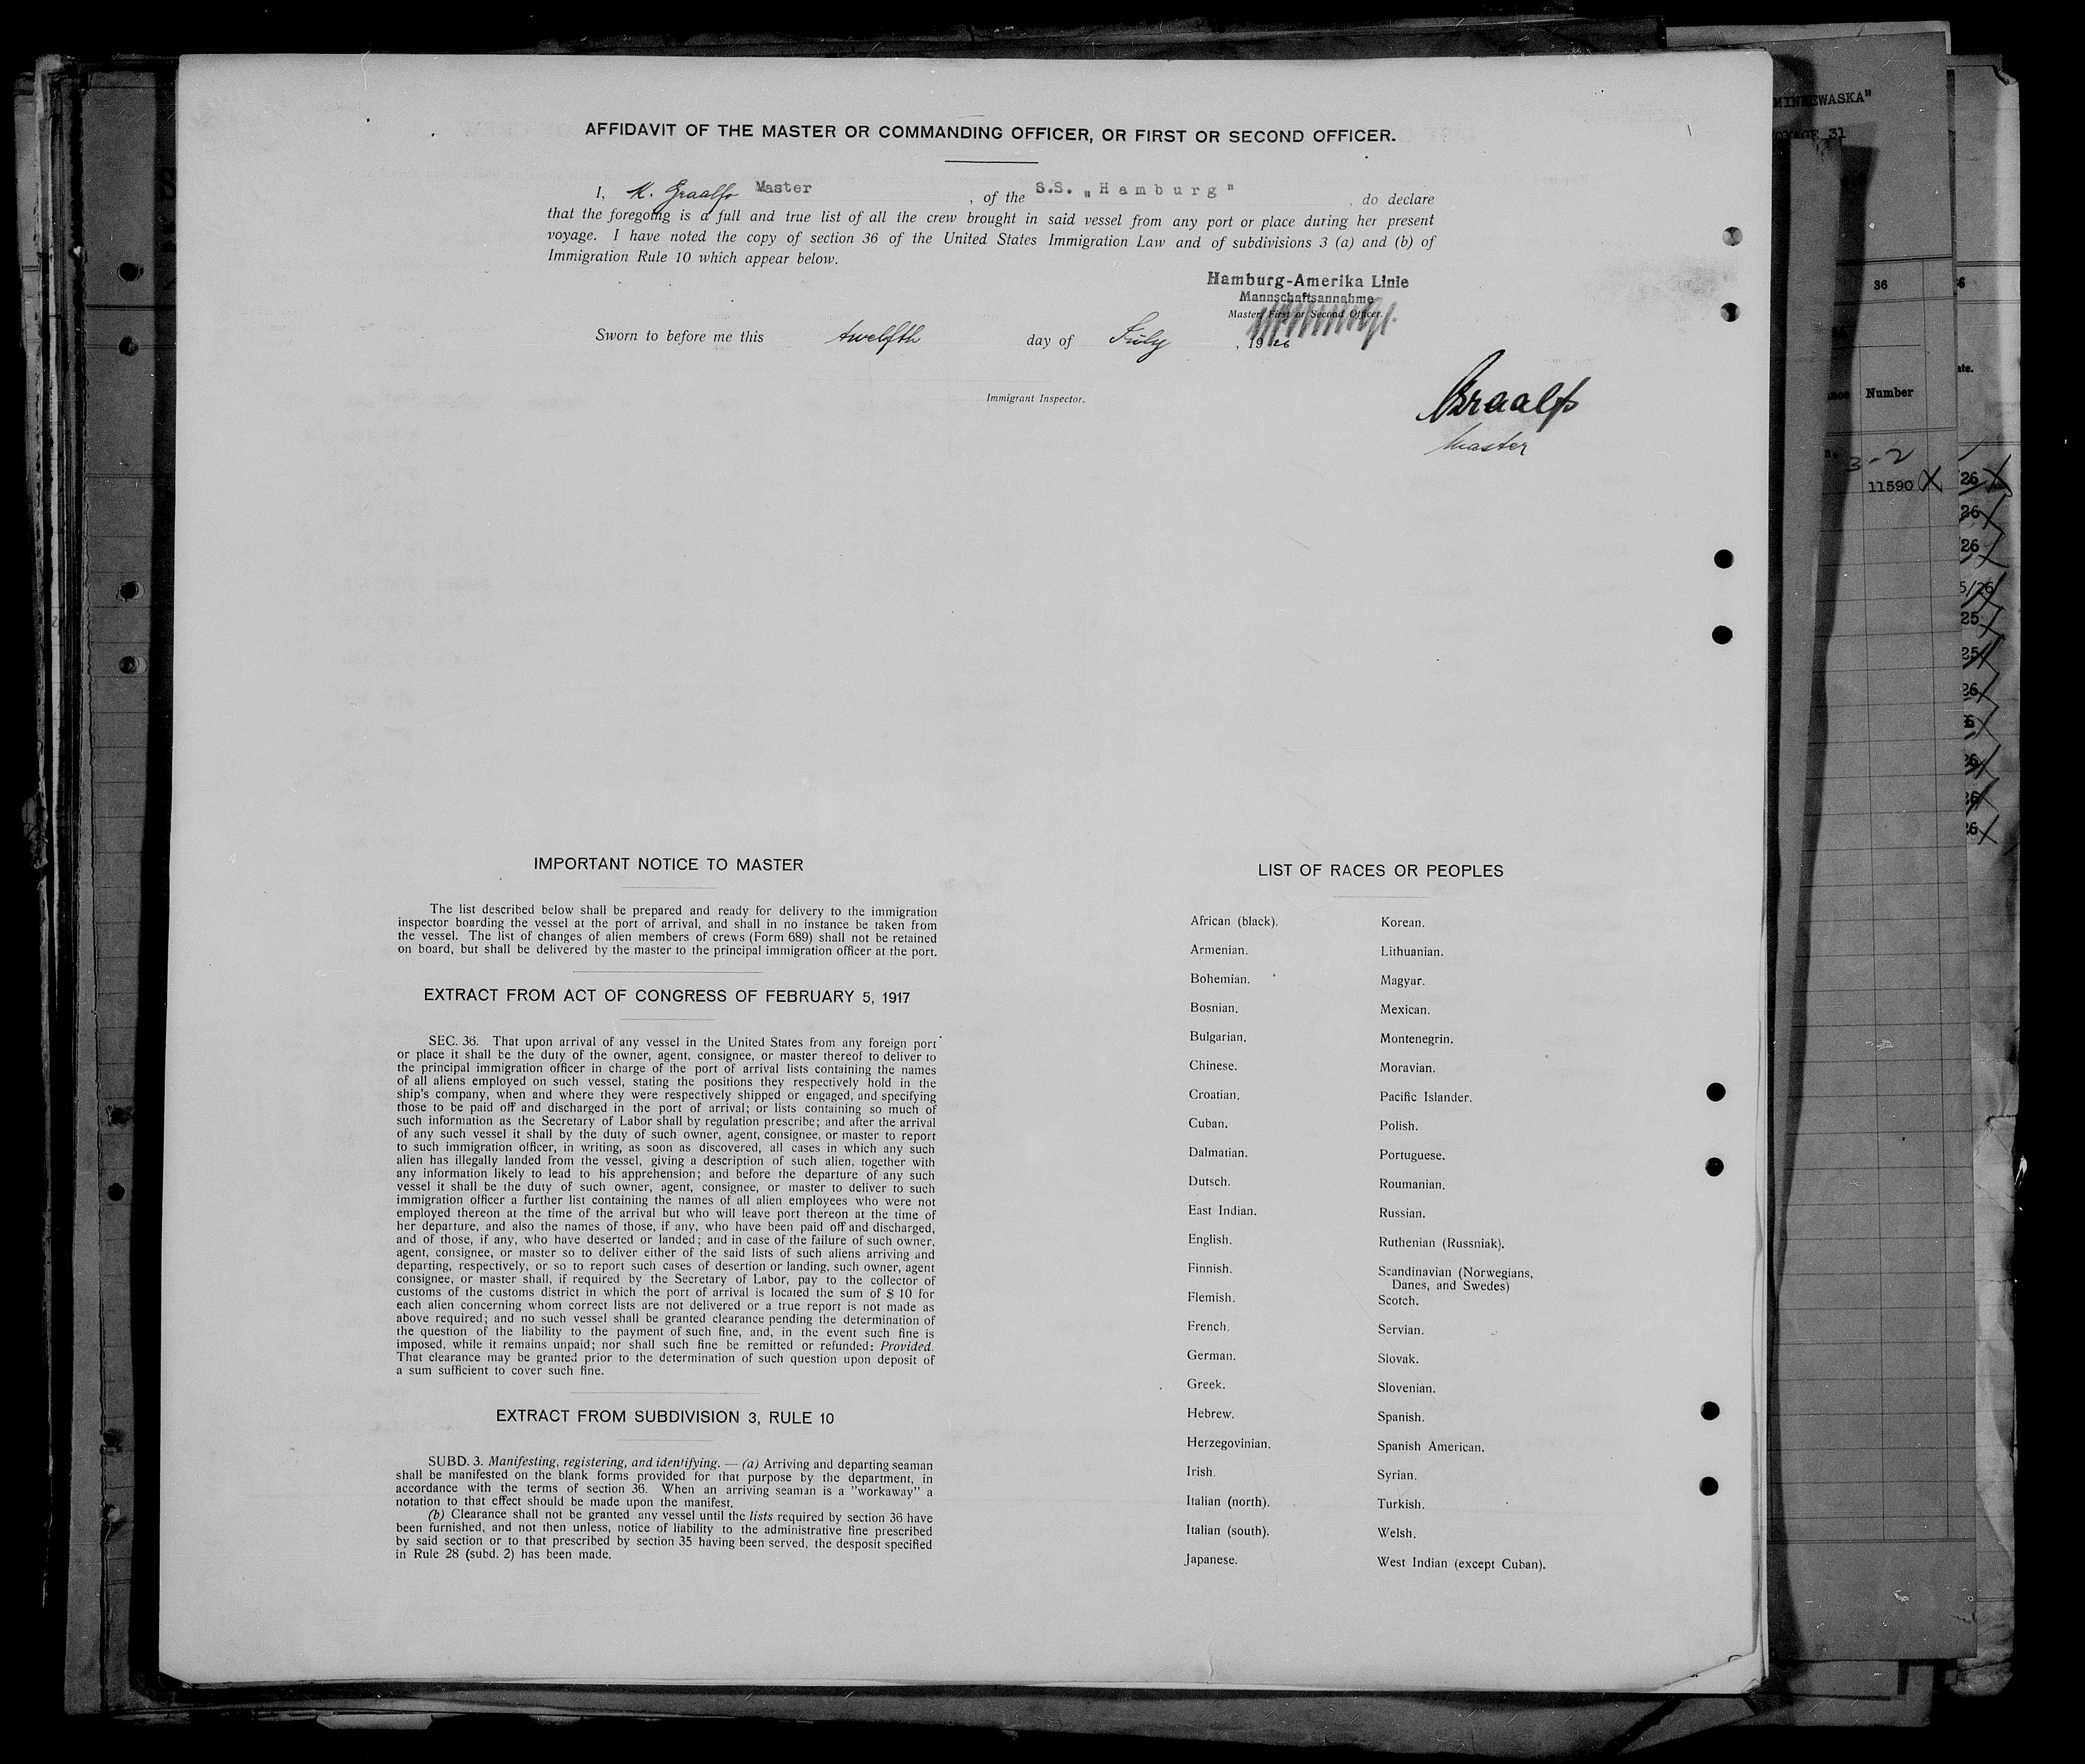 AFFIDAVIT OF THE MASTER OR COMMANDING OFFICER, OR FIRST OR SECOND OFFICER.
I, K. Graalfs Master , of the S.S. „Hamburg" , do declare
that the foregoing is a full and true list of all the crew brought in said vessel from any port or place during her present
voyage. I have noted the copy of section 36 of the United States Immigration Law and of subdivisions 3 (a) and (b) of
Immigration Rule 10 which appear below.
Hamburg-Amerika Linie
Mannschaftsannahme
Master, First or Second Officer.
Sworn to before me this twelfth day of July , 1926
Immigrant Inspector.
Graalfs
Master
IMPORTANT NOTICE TO MASTER
The list described below shall be prepared and ready for delivery to the immigration
inspector boarding the vessel at the port of arrival, and shall in no instance be taken from
the vessel. The list of changes of alien members of crews (Form 689) shall not be retained
on board, but shall be delivered by the master to the principal immigration officer at the port.
EXTRACT FROM ACT OF CONGRESS OF FEBRUARY 5, 1917
SEC. 36. That upon arrival of any vessel in the United States from any foreign port
or place it shall be the duty of the owner, agent, consignee, or master thereof to deliver to
the principal immigration officer in charge of the port of arrival lists containing the names
of all aliens employed on such vessel, stating the positions they respectively hold in the
ship's company, when and where they were respectively shipped or engaged, and specifying
those to be paid off and discharged in the port of arrival; or lists containing so much of
such information as the Secretary of Labor shall by regulation prescribe; and after the arrival
of any such vessel it shall by the duty of such owner, agent, consignee, or master to report
to such immigration officer, in writing, as soon as discovered, all cases in which any such
alien has illegally landed from the vessel, giving a description of such alien, together with
any information likely to lead to his apprehension; and before the departure of any such
vessel it shall be the duty of such owner, agent, consignee, or master to deliver to such
immigration officer a further list containing the names of all alien employees who were not
employed thereon at the time of the arrival but who will leave port thereon at the time of
her departure, and also the names of those, if any, who have been paid off and discharged,
and of those, if any, who have deserted or landed; and in case of the failure of such owner,
agent, consignee, or master so to deliver either of the said lists of such aliens arriving and
departing, respectively, or so to report such cases of desertion or landing, such owner, agent
consignee, or master shall, if required by the Secretary of Labor, pay to the collector of
customs of the customs district in which the port of arrival is located the sum of $ 10 for
each alien concerning whom correct lists are not delivered or a true report is not made as
above required; and no such vessel shall be granted clearance pending the determination of
the question of the liability to the payment of such fine, and, in the event such fine is
imposed, while it remains unpaid; nor shall such fine be remitted or refunded: Provided.
That clearance may be granted prior to the determination of such question upon deposit of
a sum sufficient to cover such fine.
EXTRACT FROM SUBDIVISION 3, RULE 10
SUBD. 3. Manifesting, registering, and identifying. — (a) Arriving and departing seaman
shall be manifested on the blank forms provided for that purpose by the department, in
accordance with the terms of section 36. When an arriving seaman is a "workaway" a
notation to that effect should be made upon the manifest.
(b) Clearance shall not be granted any vessel until the lists required by section 36 have
been furnished, and not then unless, notice of liability to the administrative fine prescribed
by said section or to that prescribed by section 35 having been served, the desposit specified
in Rule 28 (subd. 2) has been made.
LIST OF RACES OR PEOPLES
African (black).
Armenian.
Bohemian.
Bosnian.
Bulgarian.
Chinese.
Croatian.
Cuban.
Dalmatian.
Dutsch.
East Indian.
English.
Finnish.
Flemish.
French.
German.
Greek.
Hebrew.
Herzegovinian.
Irish.
Italian (north).
Italian (south).
Japanese.
Korean.
Lithuanian.
Magyar.
Mexican.
Montenegrin.
Moravian.
Pacific Islander.
Polish.
Portuguese.
Roumanian.
Russian.
Ruthenian (Russniak).
Scandinavian (Norwegians,
Danes, and Swedes)
Scotch.
Servian.
Slovak.
Slovenian.
Spanish.
Spanish American.
Syrian.
Turkish.
Welsh.
West Indian (except Cuban).
MINNEWASKA"
VOYAGE 31
36
Number
3-2
11590 X
26
26
26
5/26
25
25
26
6
26
26
26